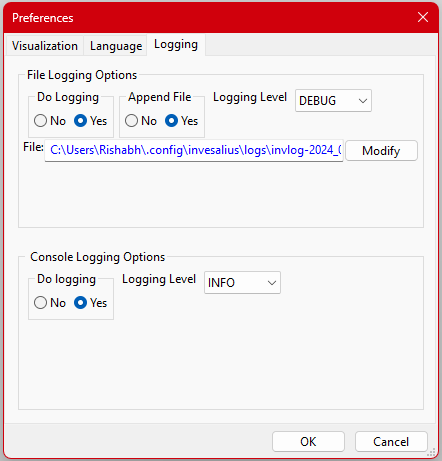 Preferences
Visualization Language Logging
File Logging Options
Do Logging Append File Logging Level DEBUG
No Yes No Yes
File: C:\Users\Rishabh\.config\invesalius\logs\invlog-2024_ Modify
Console Logging Options
Do logging Logging Level INFO
No Yes
OK Cancel